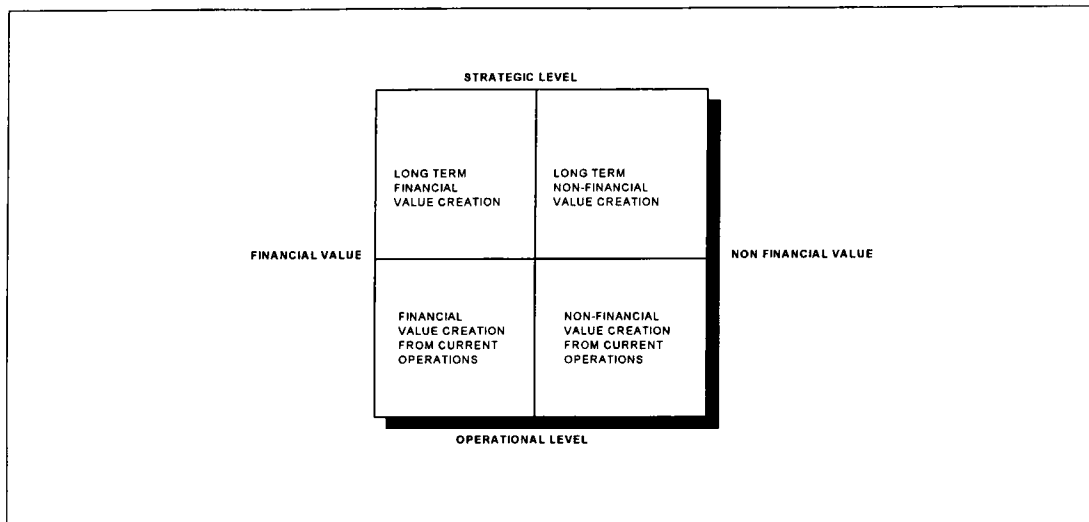 STRATEGIC LEVEL
LONG TERM
FINANCIAL
VALUE CREATION
LONG TERM
NON-FINANCIAL
VALUE CREATION
FINANCIAL VALUE
NON FINANCIAL VALUE
FINANCIAL
VALUE CREATION
FROM CURRENT
OPERATIONS
NON-FINANCIAL
VALUE CREATION
FROM CURRENT
OPERATIONS
OPERATIONAL LEVEL